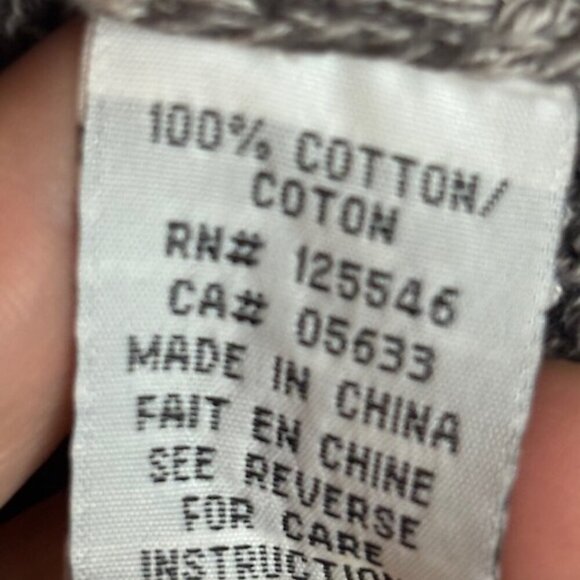 100% COTTON/
COTON
RN# 125546
CA# 05633
MADE IN CHINA
FAIT EN CHINE
SEE REVERSE
FOR CARE